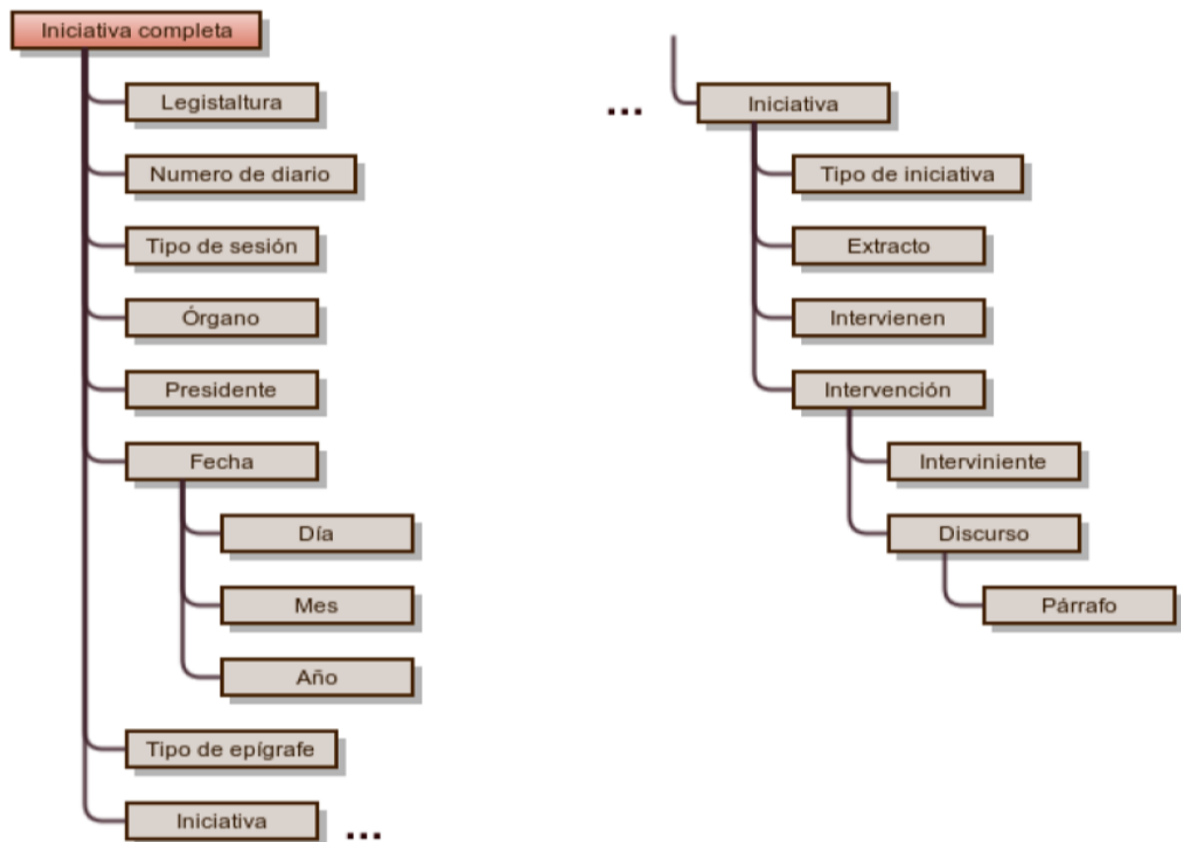 Iniciativa completa
Legistaltura
Numero de diario
Tipo de sesión
Órgano
Presidente
Fecha
Día
Mes
Año
Tipo de epígrafe
Iniciativa
...
...
Iniciativa
Tipo de iniciativa
Extracto
Intervienen
Intervención
Interviniente
Discurso
Párrafo